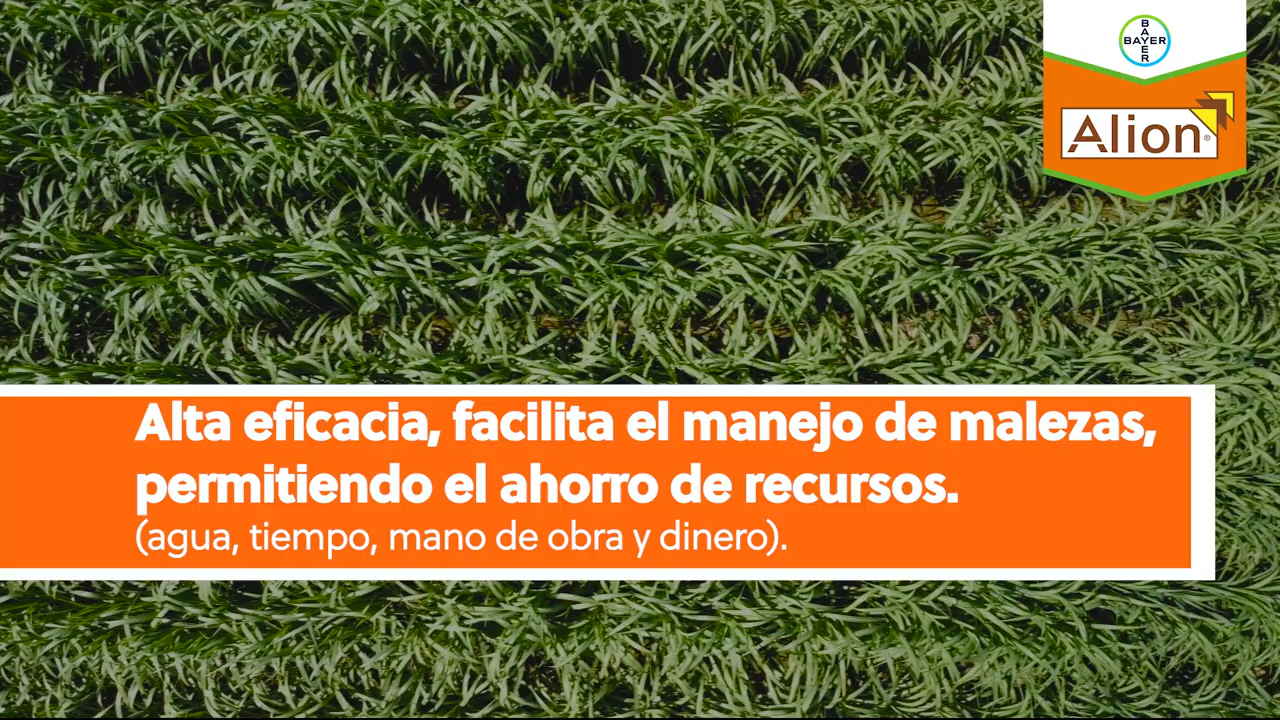 BAYER
BAYER
Alion®
Alta eficacia, facilita el manejo de malezas,
permitiendo el ahorro de recursos.
(agua, tiempo, mano de obra y dinero).